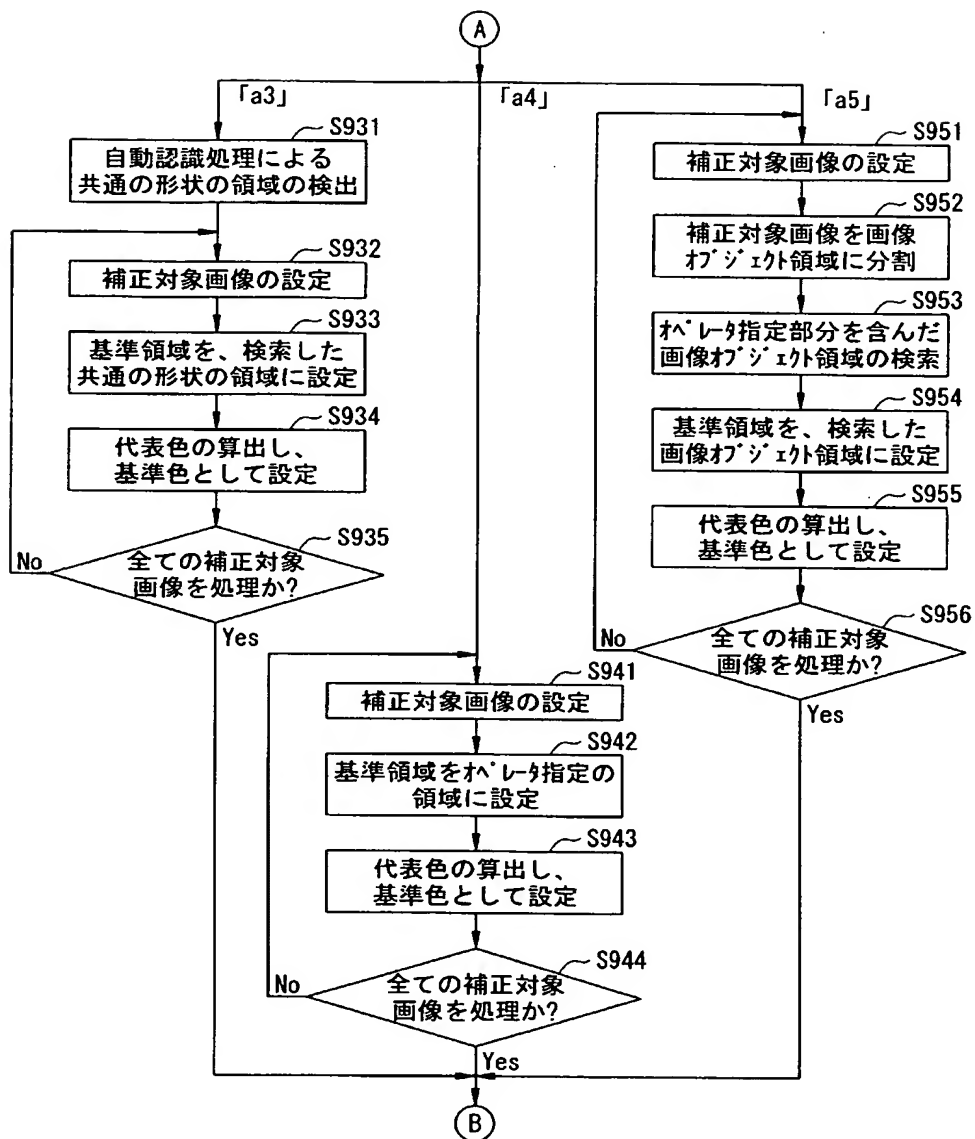 A
「a3」
S931
自動認識処理による
共通の形状の領域の検出
S932
補正対象画像の設定
S933
基準領域を、検索した
共通の形状の領域に設定
S934
代表色の算出し、
基準色として設定
S935
全ての補正対象
画像を処理か?
No
Yes
「a4」
S941
補正対象画像の設定
S942
基準領域をオペレータ指定の
領域に設定
S943
代表色の算出し、
基準色として設定
S944
全ての補正対象
画像を処理か?
No
Yes
「a5」
S951
補正対象画像の設定
S952
補正対象画像を画像
オブジェクト領域に分割
S953
オペレータ指定部分を含んだ
画像オブジェクト領域の検索
S954
基準領域を、検索した
画像オブジェクト領域に設定
S955
代表色の算出し、
基準色として設定
S956
全ての補正対象
画像を処理か?
No
Yes
B